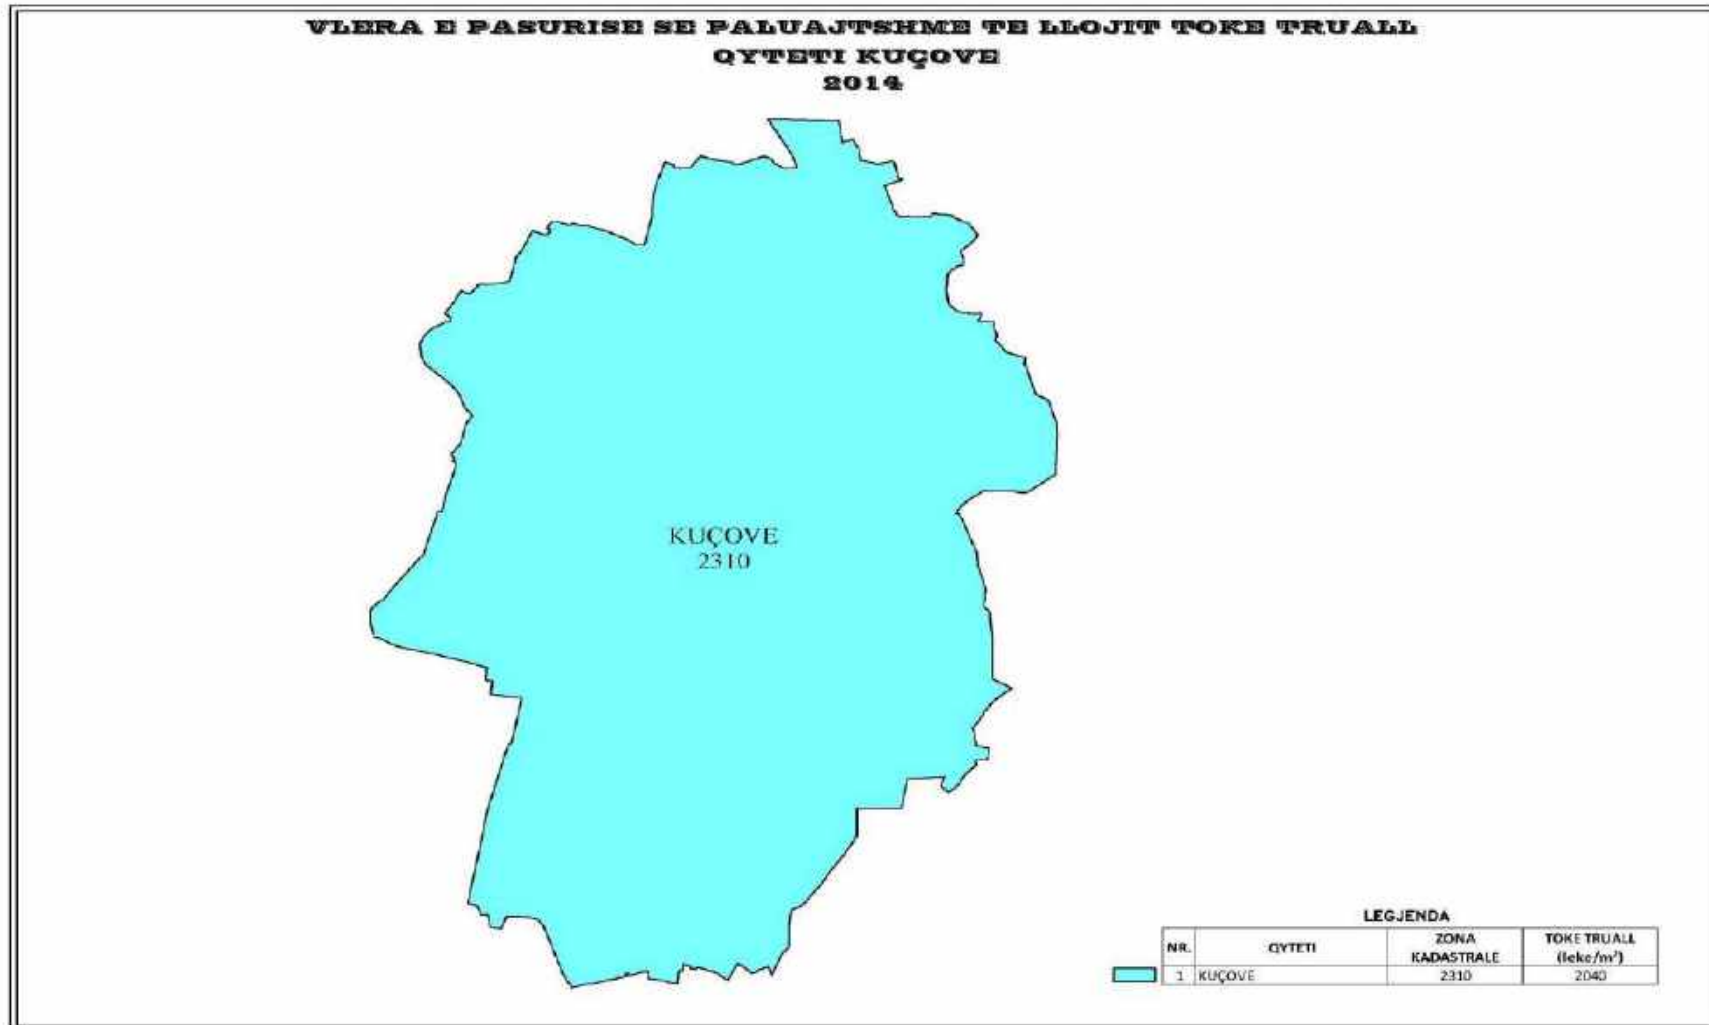 VLERA E PASURISE SE PALUAJTSHME TE LLOJIT TOKE TRUALL
QYTETI KUÇOVE
2014
KUÇOVE
2310
LEGJENDA
NR. QYTETI ZONA KADASTRALE TOKE TRUALL (leke/m²)
1 KUÇOVE 2310 2040